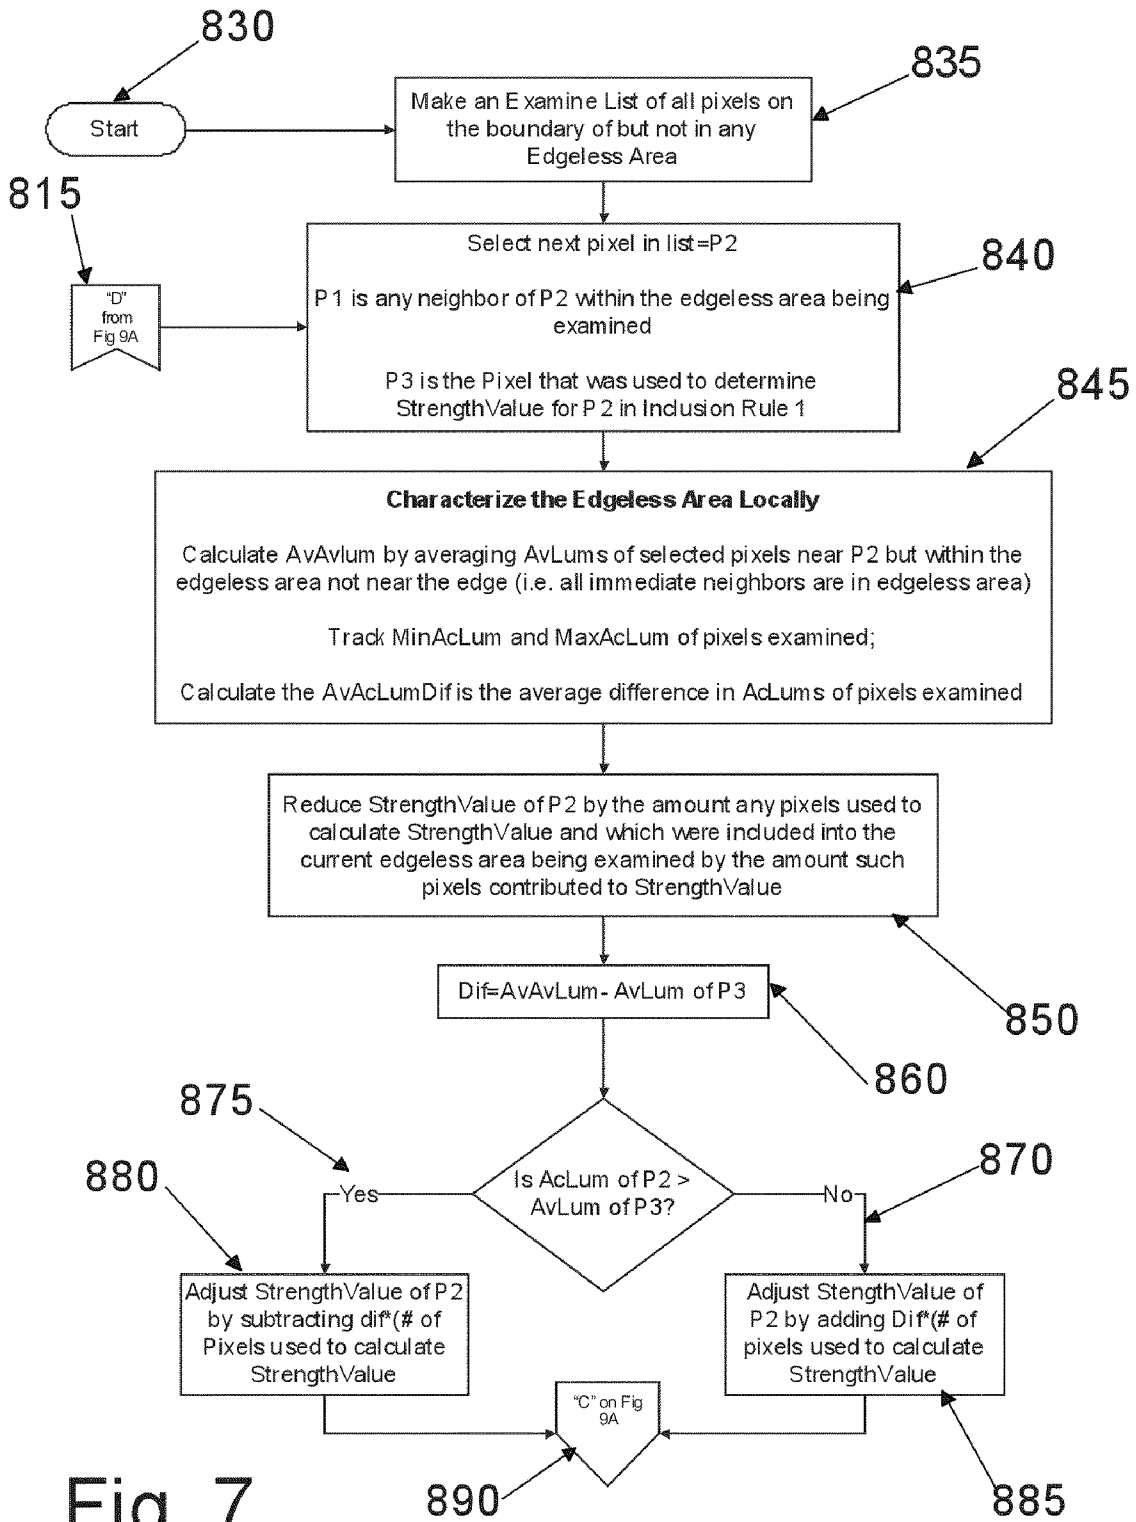 830
Start
835
Make an Examine List of all pixels on
the boundary of but not in any
Edgeless Area
815
"D"
from
Fig 9A
840
Select next pixel in list=P2
P1 is any neighbor of P2 within the edgeless area being
examined
P3 is the Pixel that was used to determine
StrengthValue for P2 in Inclusion Rule 1
845
Characterize the Edgeless Area Locally
Calculate AvAvlum by averaging AvLums of selected pixels near P2 but within the
edgeless area not near the edge (i.e. all immediate neighbors are in edgeless area)
Track MinAcLum and MaxAcLum of pixels examined;
Calculate the AvAcLumDif is the average difference in AcLums of pixels examined
Reduce StrengthValue of P2 by the amount any pixels used to
calculate StrengthValue and which were included into the
current edgeless area being examined by the amount such
pixels contributed to StrengthValue
850
Dif=AvAvLum- AvLum of P3
860
875
Is AcLum of P2 >
AvLum of P3?
Yes
No
870
880
Adjust StrengthValue of P2
by subtracting dif*(# of
Pixels used to calculate
StrengthValue
Adjust StengthValue of
P2 by adding Dif*(# of
pixels used to calculate
StrengthValue
885
"C" on Fig
9A
890
Fig. 7